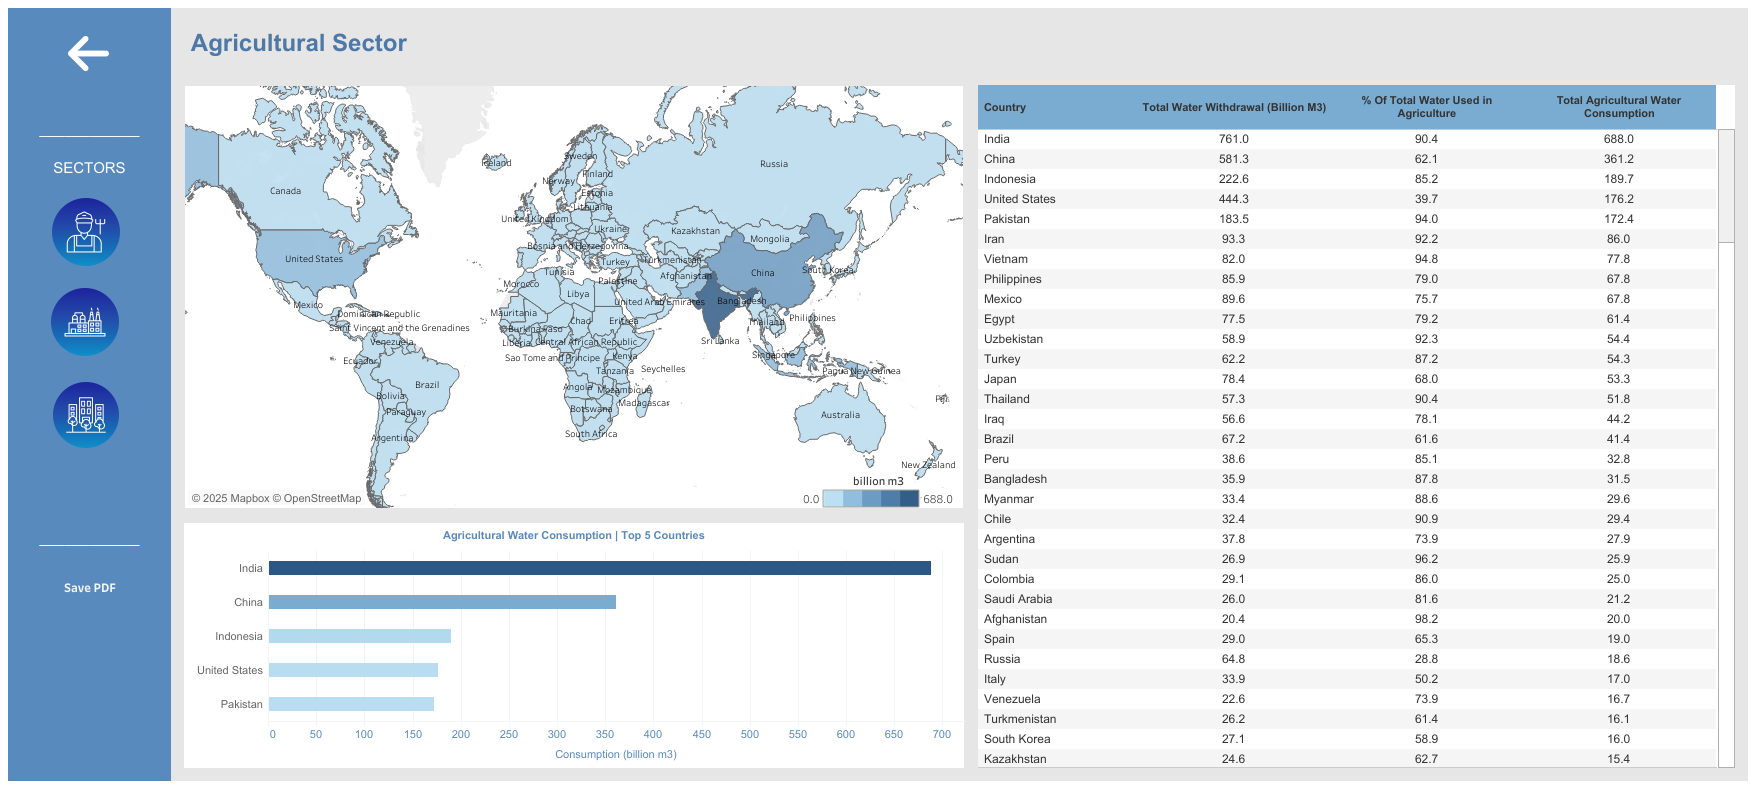 Agricultural Sector
SECTORS
Save PDF
Iceland
Sweden
Russia
Finland
Norway
Canada
Estonia
Lithuania
United Kingdom
Ukraine
Kazakhstan
Mongolia
Bosnia and Herzegovina
United States
Turkey
Turkmenistan
Tunisia
South Korea
China
Afghanistan
Morocco
Palestine
Libya
Mexico
United Arab Emirates
Bangladesh
Dominican Republic
Mauritania
Chad
Eritrea
Thailand
Philippines
Saint Vincent and the Grenadines
Burkina Faso
Venezuela
Liberia
Central African Republic
Sri Lanka
Ecuador
Sao Tome and Principe
Kenya
Singapore
Tanzania
Seychelles
Papua New Guinea
Brazil
Angola
Mozambique
Bolivia
Madagascar
Fiji
Paraguay
Botswana
Australia
Argentina
South Africa
New Zealand
billion m3
© 2025 Mapbox © OpenStreetMap
0.0 688.0
Agricultural Water Consumption | Top 5 Countries
India
China
Indonesia
United States
Pakistan
0 50 100 150 200 250 300 350 400 450 500 550 600 650 700
Consumption (billion m3)
Country Total Water Withdrawal (Billion M3) % Of Total Water Used in Agriculture Total Agricultural Water Consumption
India 761.0 90.4 688.0
China 581.3 62.1 361.2
Indonesia 222.6 85.2 189.7
United States 444.3 39.7 176.2
Pakistan 183.5 94.0 172.4
Iran 93.3 92.2 86.0
Vietnam 82.0 94.8 77.8
Philippines 85.9 79.0 67.8
Mexico 89.6 75.7 67.8
Egypt 77.5 79.2 61.4
Uzbekistan 58.9 92.3 54.4
Turkey 62.2 87.2 54.3
Japan 78.4 68.0 53.3
Thailand 57.3 90.4 51.8
Iraq 56.6 78.1 44.2
Brazil 67.2 61.6 41.4
Peru 38.6 85.1 32.8
Bangladesh 35.9 87.8 31.5
Myanmar 33.4 88.6 29.6
Chile 32.4 90.9 29.4
Argentina 37.8 73.9 27.9
Sudan 26.9 96.2 25.9
Colombia 29.1 86.0 25.0
Saudi Arabia 26.0 81.6 21.2
Afghanistan 20.4 98.2 20.0
Spain 29.0 65.3 19.0
Russia 64.8 28.8 18.6
Italy 33.9 50.2 17.0
Venezuela 22.6 73.9 16.7
Turkmenistan 26.2 61.4 16.1
South Korea 27.1 58.9 16.0
Kazakhstan 24.6 62.7 15.4